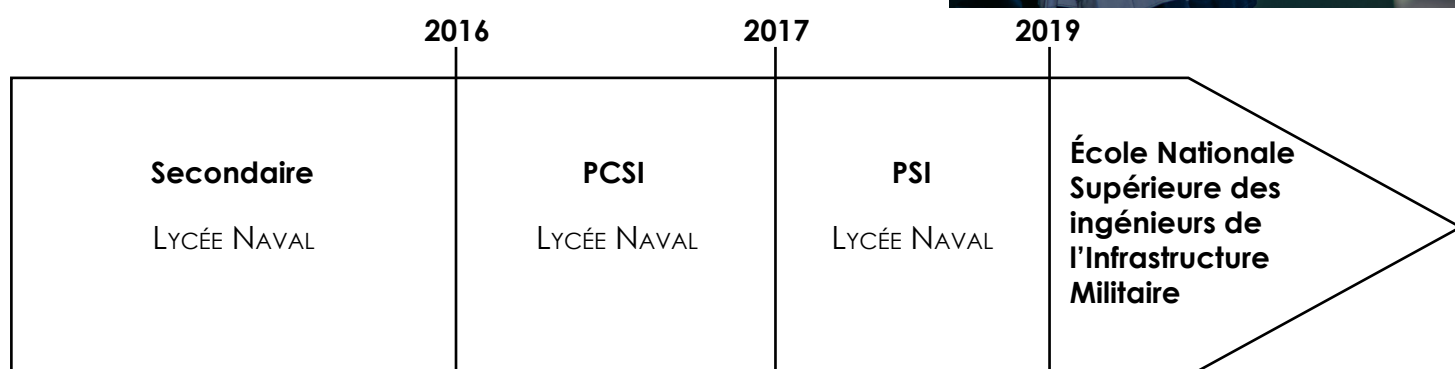 2016 2017 2019
Secondaire
Lycée Naval
PCSI
Lycée Naval
PSI
Lycée Naval
École Nationale
Supérieure des
ingénieurs de
l’Infrastructure
Militaire